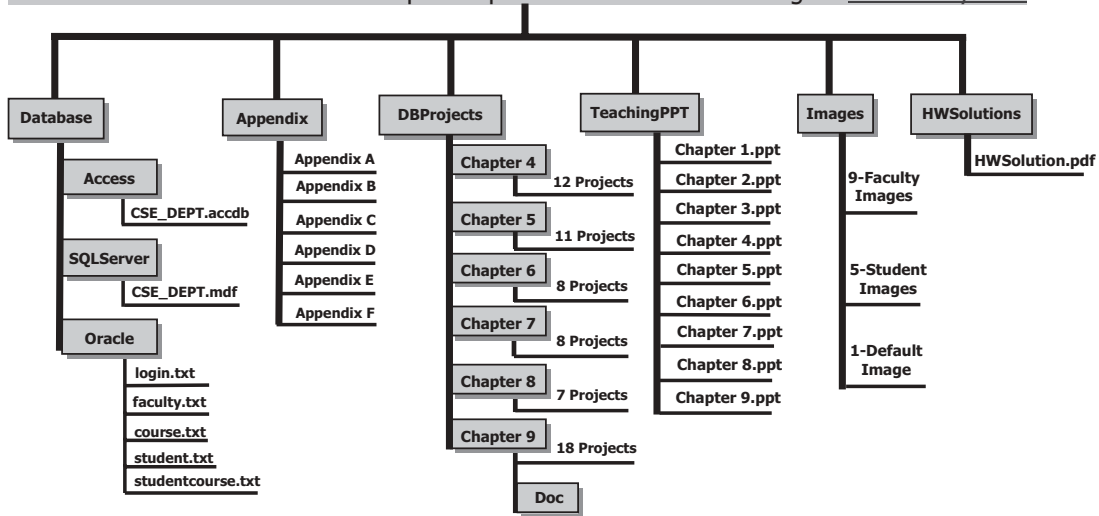 Database
Appendix
DBProjects
TeachingPPT
Images
HWSolutions
Access
CSE_DEPT.accdb
SQLServer
CSE_DEPT.mdf
Oracle
login.txt
faculty.txt
course.txt
student.txt
studentcourse.txt
Appendix A
Appendix B
Appendix C
Appendix D
Appendix E
Appendix F
Chapter 4
12 Projects
Chapter 5
11 Projects
Chapter 6
8 Projects
Chapter 7
8 Projects
Chapter 8
7 Projects
Chapter 9
18 Projects
Doc
Chapter 1.ppt
Chapter 2.ppt
Chapter 3.ppt
Chapter 4.ppt
Chapter 5.ppt
Chapter 6.ppt
Chapter 7.ppt
Chapter 8.ppt
Chapter 9.ppt
9-Faculty
Images
5-Student
Images
1-Default
Image
HWSolution.pdf